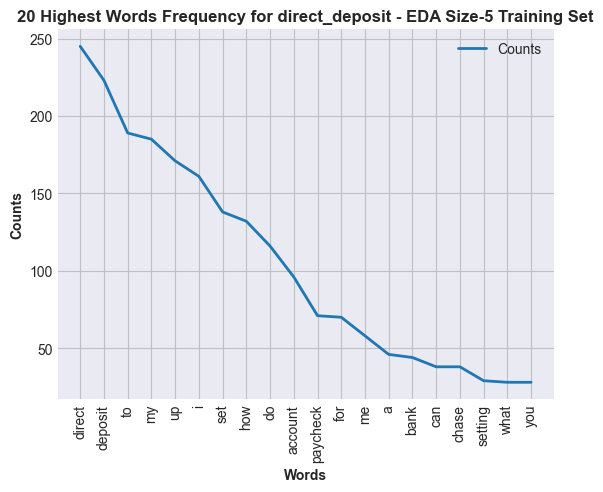 20 Highest Words Frequency for direct_deposit - EDA Size-5 Training Set
Counts
250
200
150
100
50
Counts
direct
deposit
to
my
up
i
set
how
do
account
paycheck
for
me
a
bank
can
chase
setting
what
you
Words